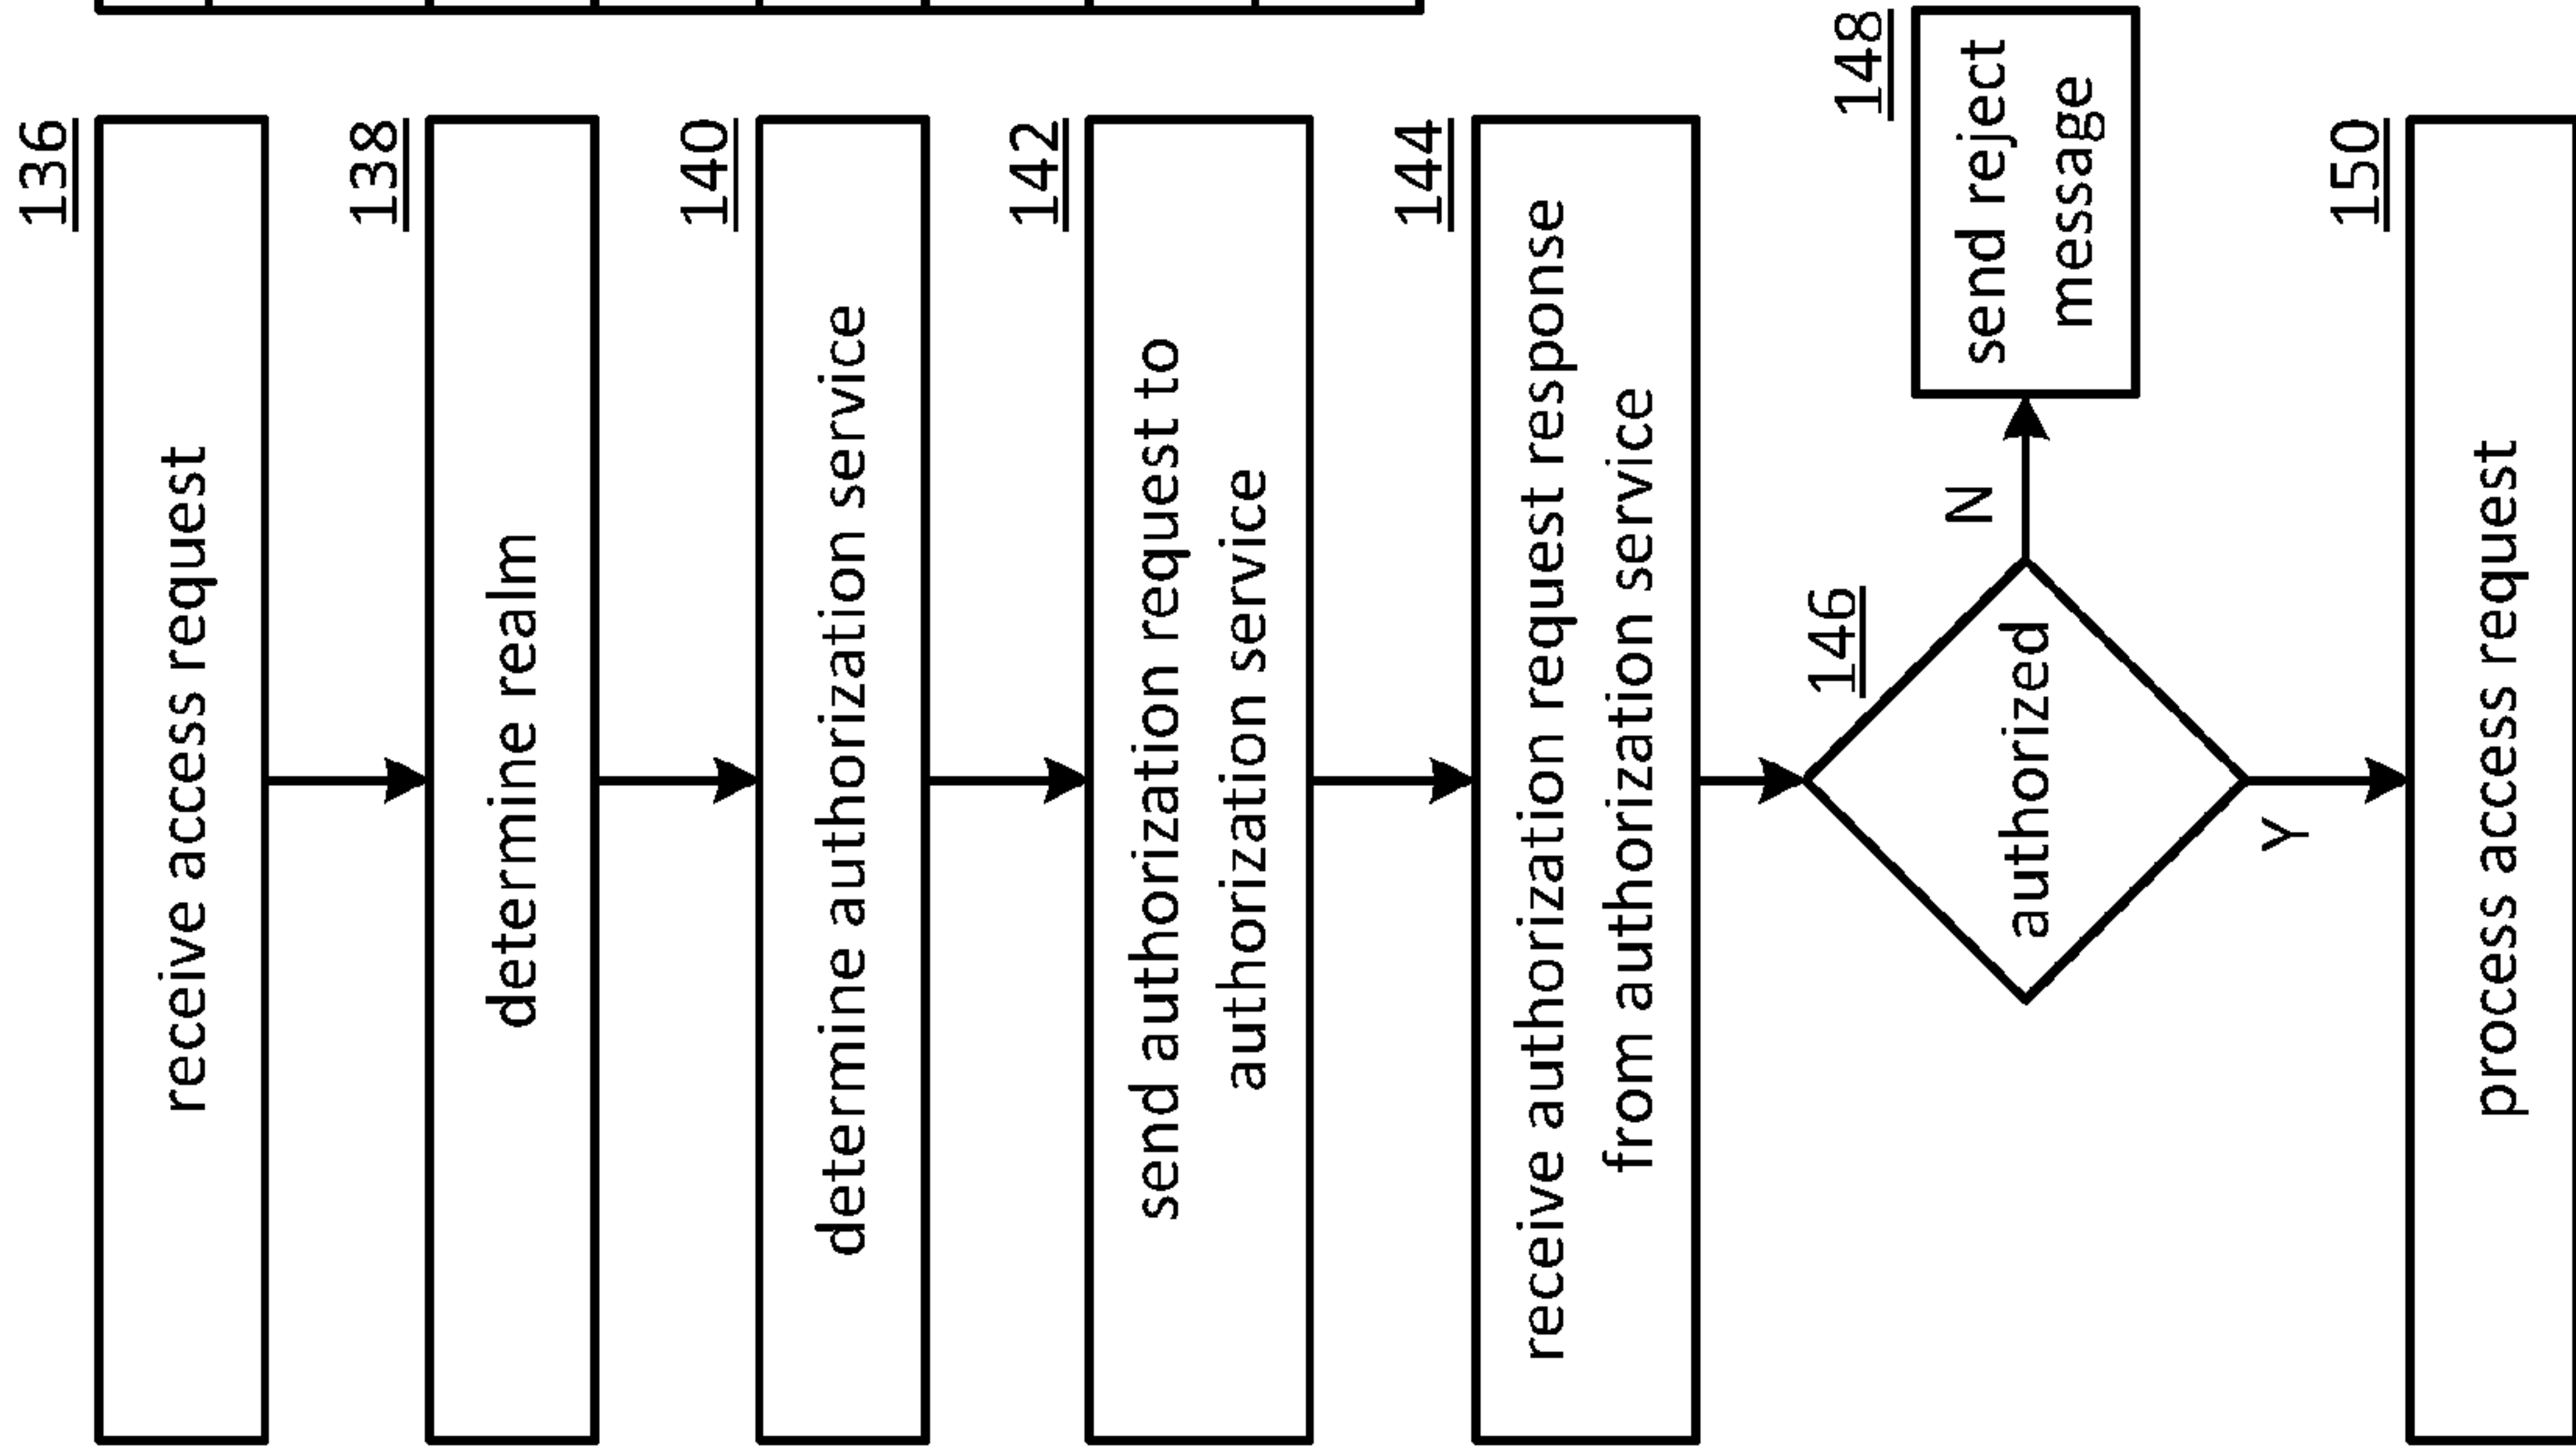 136
receive access request
138
determine realm
140
determine authorization service
142
send authorization request to
authorization service
144
receive authorization request response
from authorization service
146
authorized
N
148
send reject
message
Y
150
process access request